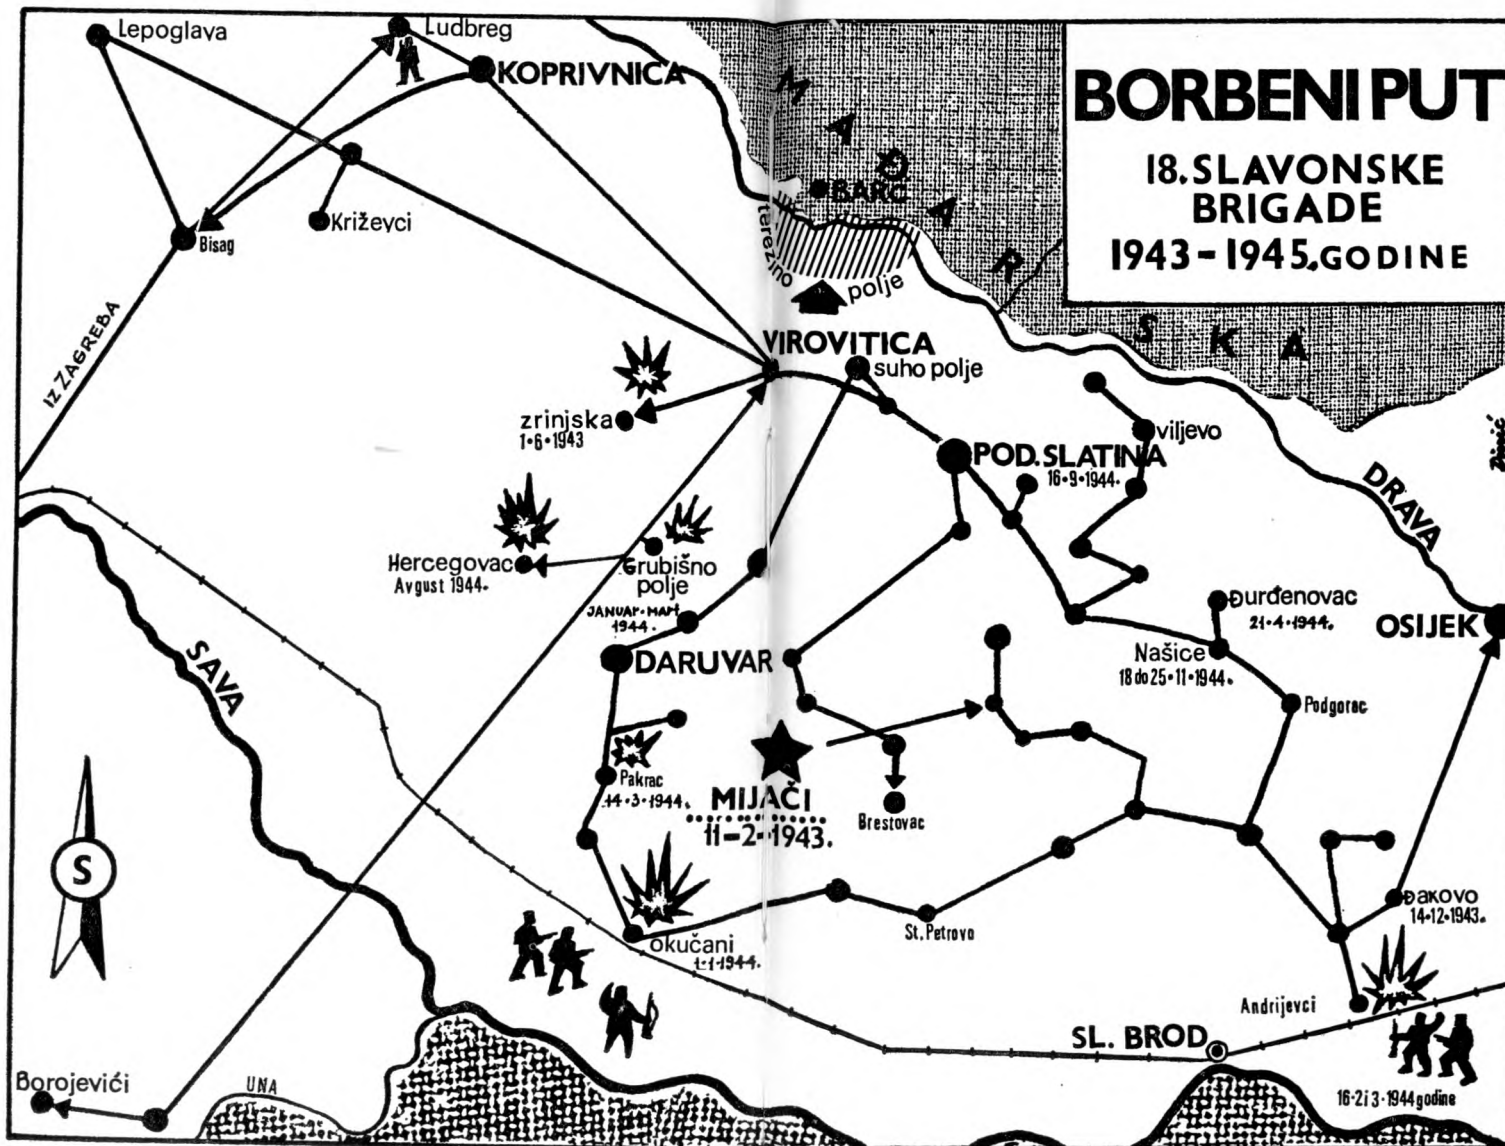 BORBENI PUT
18. SLAVONSKE
BRIGADE
1943-1945. GODINE
Lepoglava
Ludbreg
KOPRIVNICA
Križevci
Bisag
IZ ZAGREBA
MAĐARSKA
BARC
terezino
polje
VIROVITICA
suho polje
zrinjska
1·6·1943
POD. SLATINA
16·9·1944.
viljevo
DRAVA
Hercegovac
Avgust 1944.
Grubišno
polje
JANUAR-MART
1944.
SAVA
DARUVAR
Đurđenovac
21·4·1944.
OSIJEK
Našice
18 do 25·11·1944.
Podgorac
Pakrac
14·3·1944.
MIJAČI
11-2-1943.
Brestovac
S
okučani
1·1·1944.
St. Petrovo
Đakovo
14·12·1943.
Andrijevci
SL. BROD
16·2 i 3·1944 godine
Borojevići
UNA